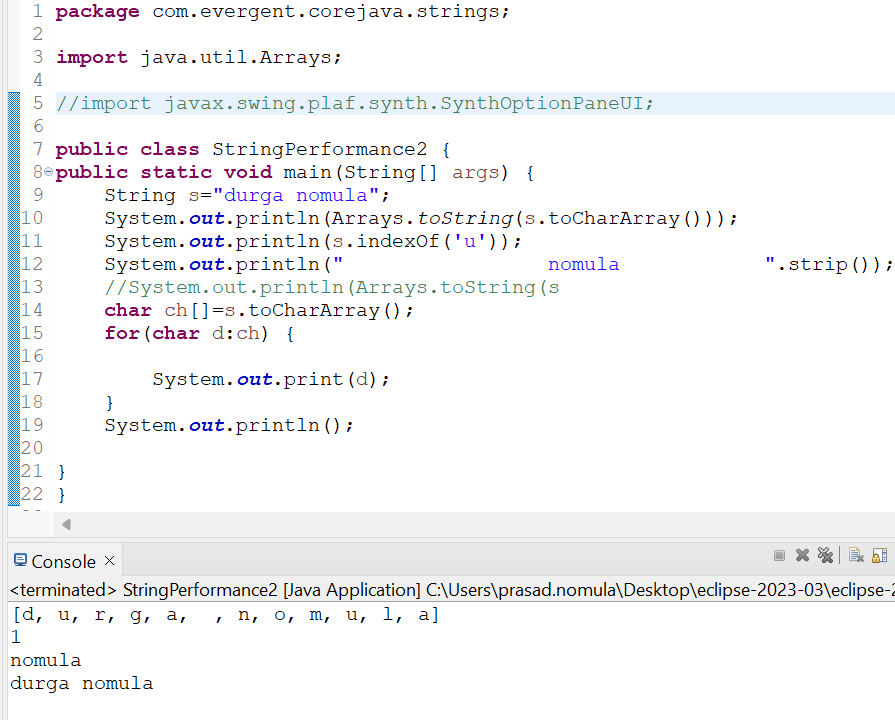 1 package com.evergent.corejava.strings;
2
3 import java.util.Arrays;
4
5 //import javax.swing.plaf.synth.SynthOptionPaneUI;
6
7 public class StringPerformance2 {
8 public static void main(String[] args) {
9     String s="durga nomula";
10     System.out.println(Arrays.toString(s.toCharArray()));
11     System.out.println(s.indexOf('u'));
12     System.out.println("                 nomula            ".strip());
13     //System.out.println(Arrays.toString(s
14     char ch[]=s.toCharArray();
15     for(char d:ch) {
16
17         System.out.print(d);
18     }
19     System.out.println();
20
21 }
22 }
Console ×
<terminated> StringPerformance2 [Java Application] C:\Users\prasad.nomula\Desktop\eclipse-2023-03\eclipse-2
[d, u, r, g, a,  , n, o, m, u, l, a]
1
nomula
durga nomula